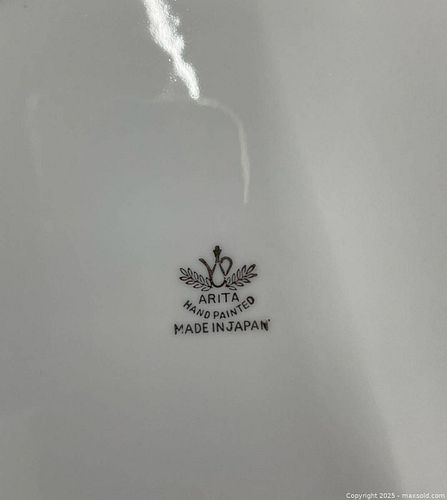 ARITA
HAND PAINTED
MADE IN JAPAN
Copyright 2025 - maxsold.com